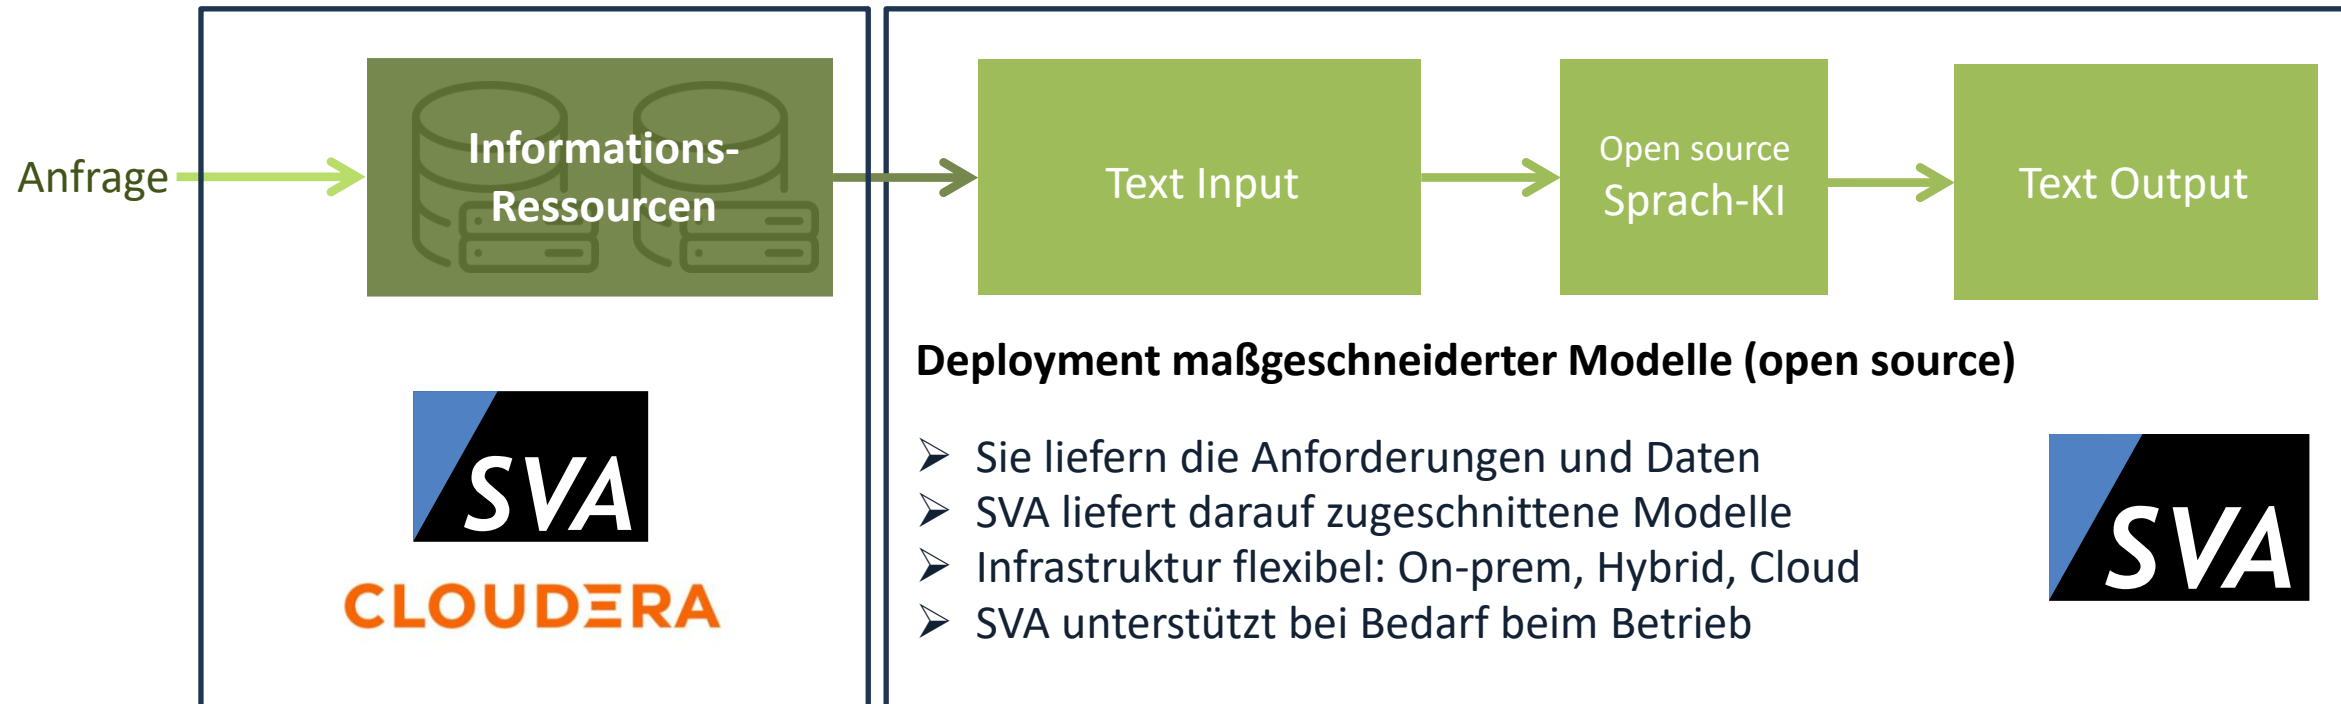 Anfrage
Informations-
Ressourcen
Text Input
Open source
Sprach-KI
Text Output
SVA
CLOUDERA
Deployment maßgeschneiderter Modelle (open source)
➢ Sie liefern die Anforderungen und Daten
➢ SVA liefert darauf zugeschnittene Modelle
➢ Infrastruktur flexibel: On-prem, Hybrid, Cloud
➢ SVA unterstützt bei Bedarf beim Betrieb
SVA